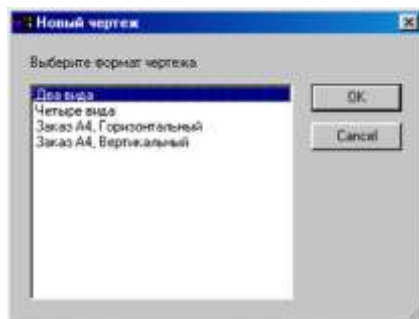 Новый чертеж
Выберите формат чертежа
Два вида
Четыре вида
Заказ А4, Горизонтальный
Заказ А4, Вертикальный
OK
Cancel